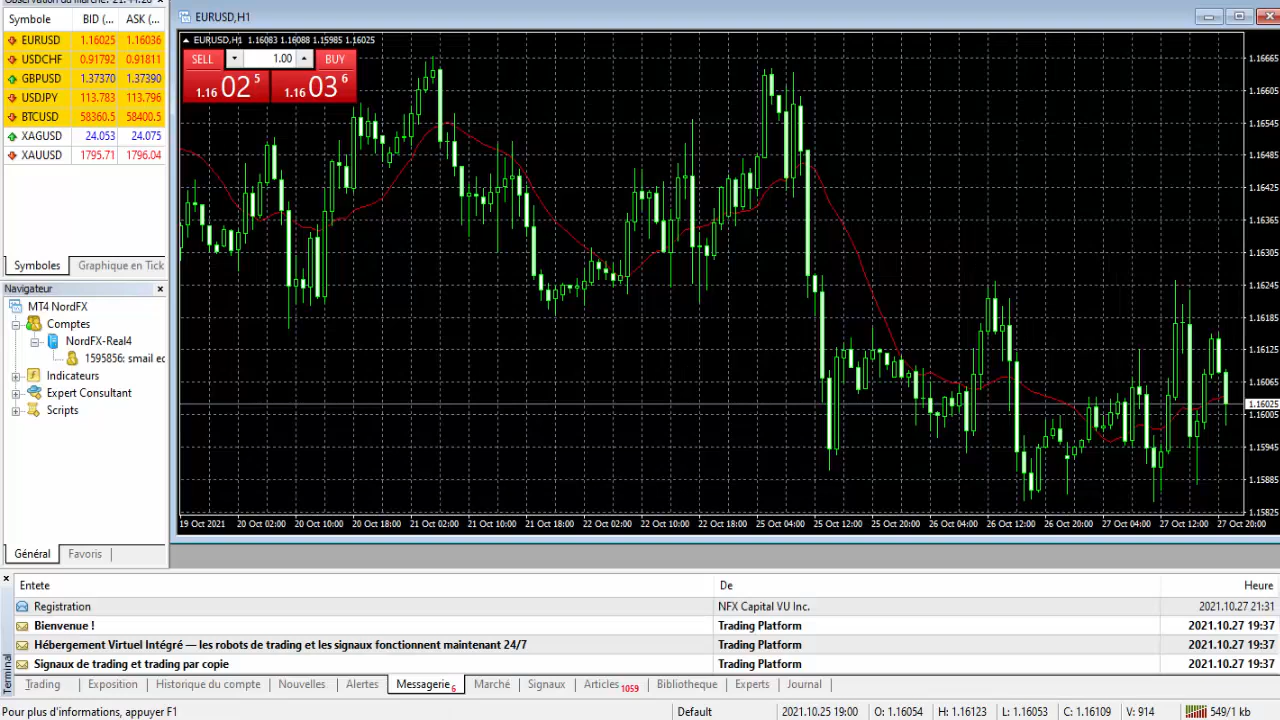 Observation du marché: 21:41:20
Symbole BID (... ASK (...
EURUSD 1.16025 1.16036
USDCHF 0.91792 0.91811
GBPUSD 1.37370 1.37390
USDJPY 113.783 113.796
BTCUSD 58360.5 58400.5
XAGUSD 24.053 24.075
XAUUSD 1795.71 1796.04
Symboles Graphique en Tick
Navigateur
MT4 NordFX
Comptes
NordFX-Real4
1595856: smail ec
Indicateurs
Expert Consultant
Scripts
Général Favoris
EURUSD,H1
EURUSD,H1 1.16083 1.16088 1.15985 1.16025
SELL 1.00 BUY
1.16 02 5 1.16 03 6
1.16665
1.16605
1.16545
1.16485
1.16425
1.16365
1.16305
1.16245
1.16185
1.16125
1.16065
1.16025
1.16005
1.15945
1.15885
1.15825
19 Oct 2021 20 Oct 02:00 20 Oct 10:00 20 Oct 18:00 21 Oct 02:00 21 Oct 10:00 21 Oct 18:00 22 Oct 02:00 22 Oct 10:00 22 Oct 18:00 25 Oct 04:00 25 Oct 12:00 25 Oct 20:00 26 Oct 04:00 26 Oct 12:00 26 Oct 20:00 27 Oct 04:00 27 Oct 12:00 27 Oct 20:00
Entete De Heure
Registration NFX Capital VU Inc. 2021.10.27 21:31
Bienvenue ! Trading Platform 2021.10.27 19:37
Hébergement Virtuel Intégré — les robots de trading et les signaux fonctionnent maintenant 24/7 Trading Platform 2021.10.27 19:37
Signaux de trading et trading par copie Trading Platform 2021.10.27 19:37
Terminal
Trading Exposition Historique du compte Nouvelles Alertes Messagerie 6 Marché Signaux Articles 1059 Bibliotheque Experts Journal
Pour plus d'informations, appuyer F1 Default 2021.10.25 19:00 O: 1.16054 H: 1.16123 L: 1.16053 C: 1.16109 V: 914 549/1 kb